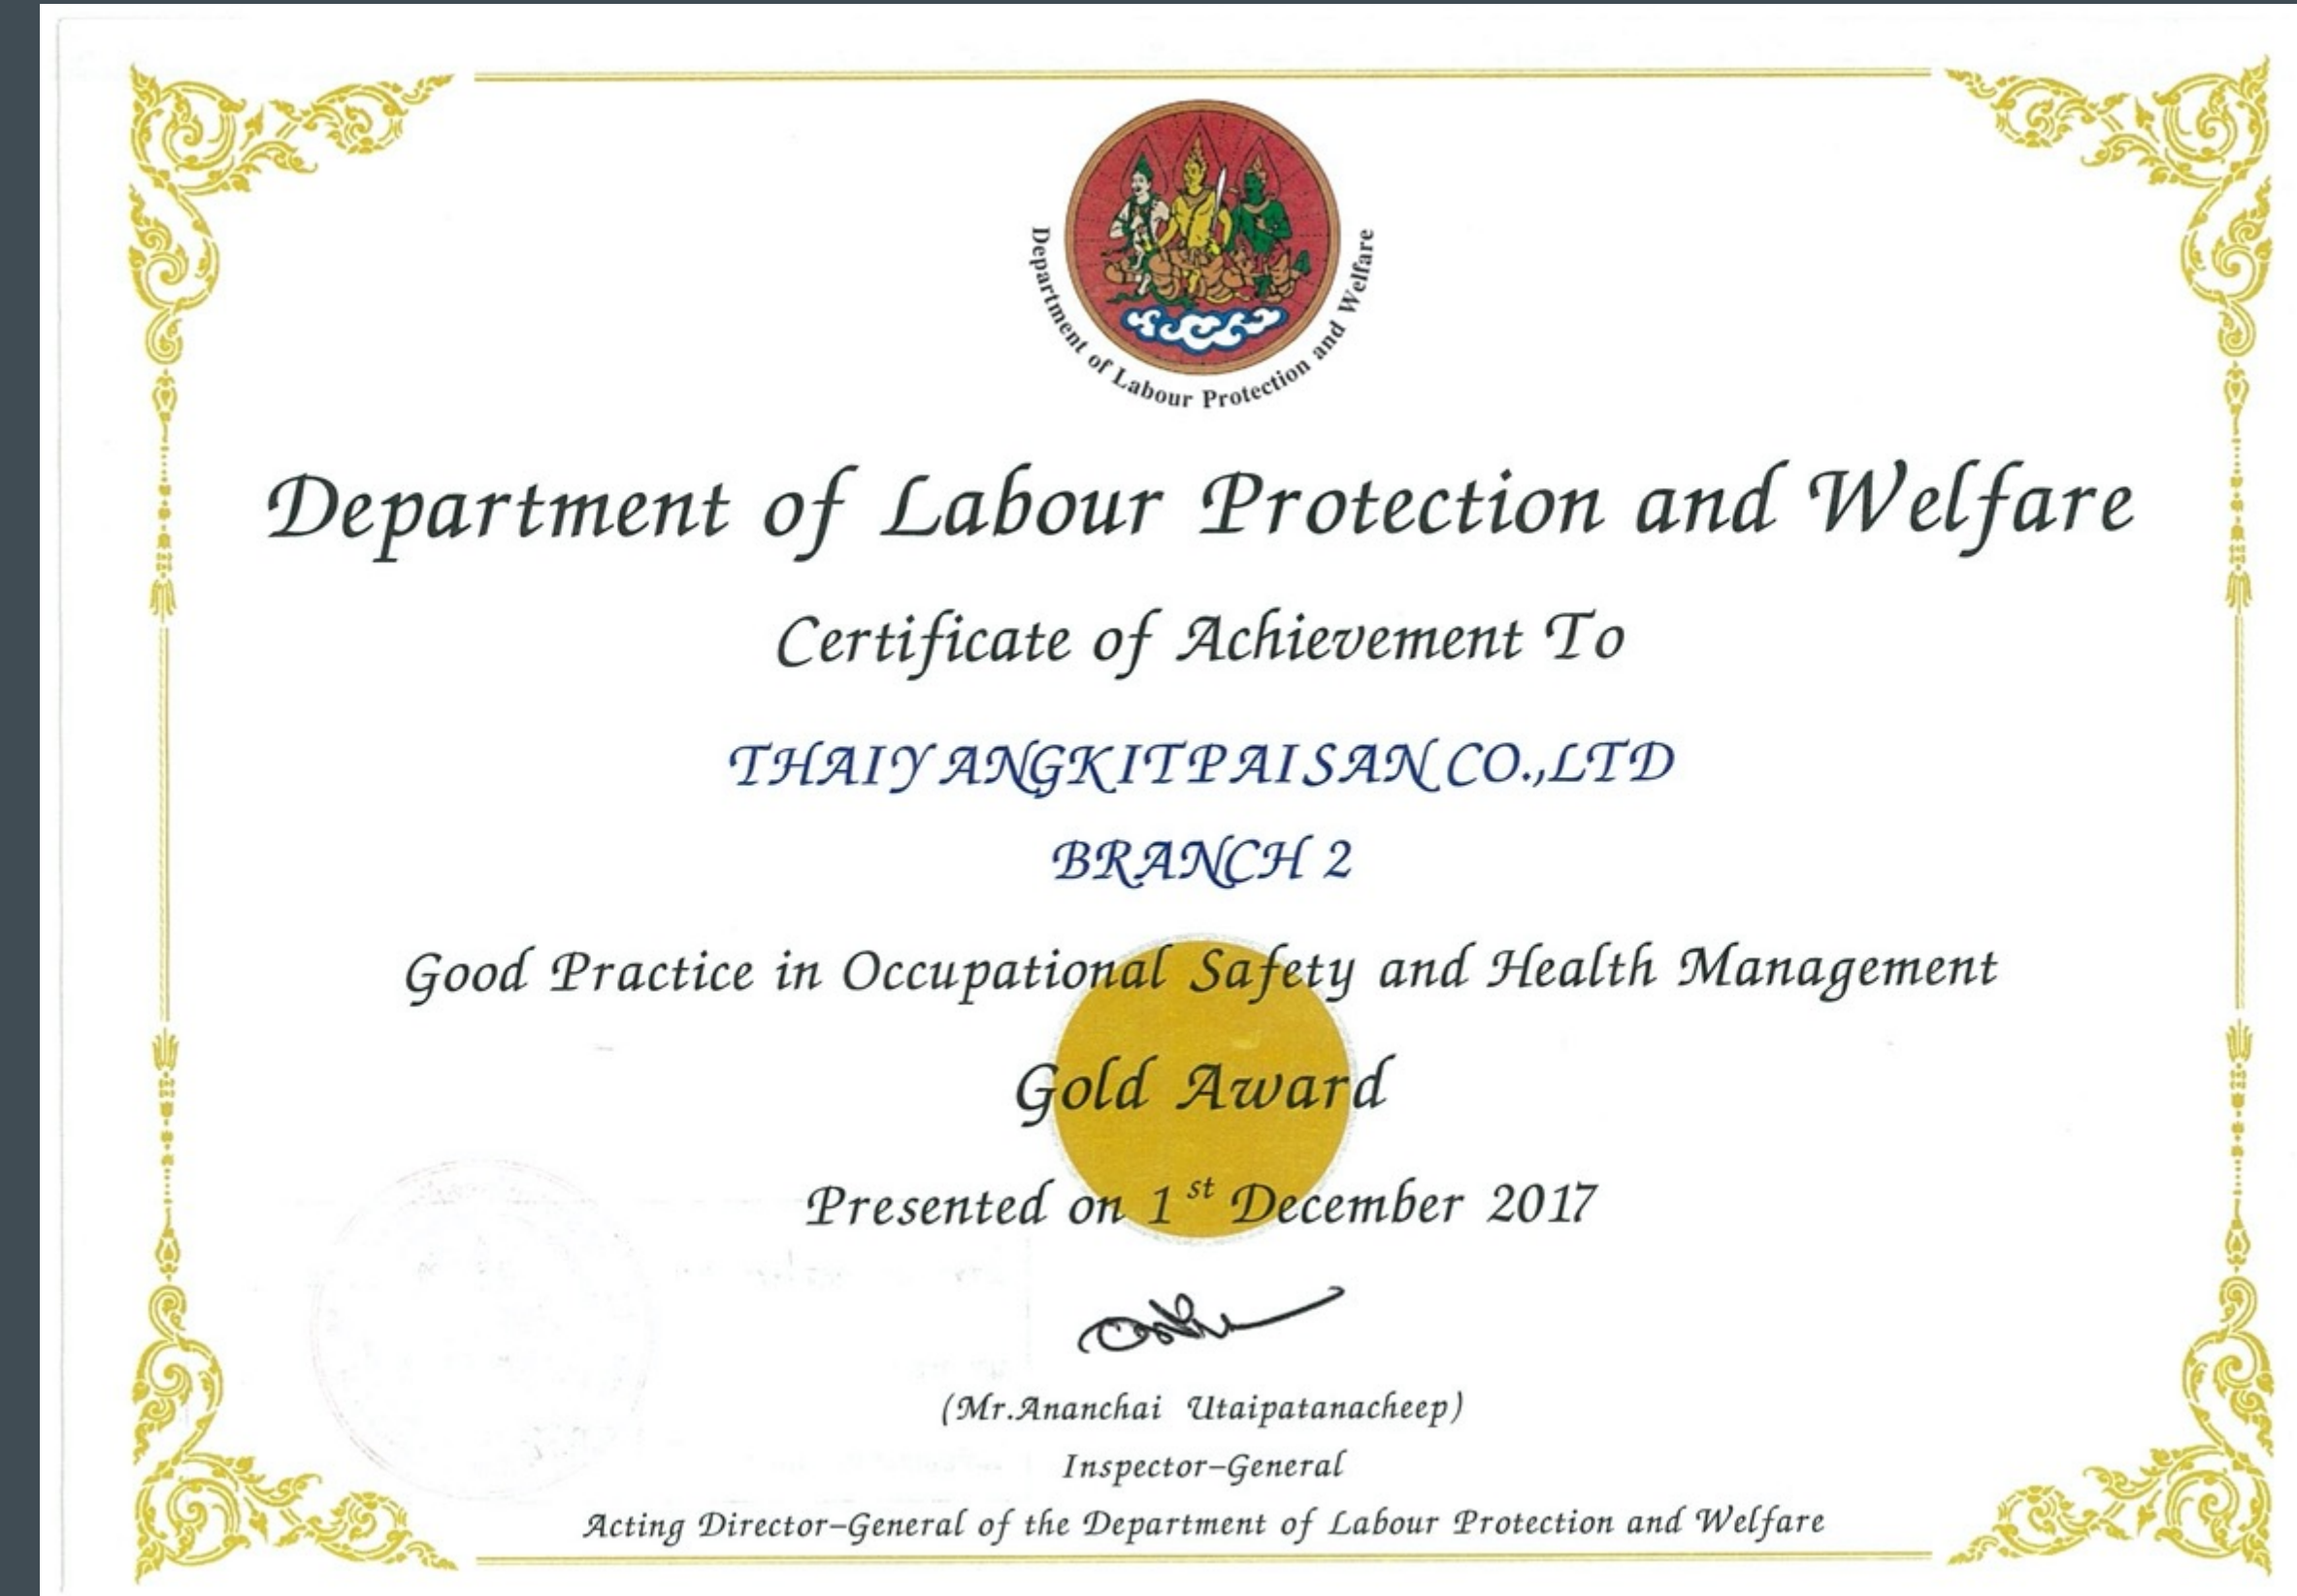 Department of Labour Protection and Welfare
Department of Labour Protection and Welfare
Certificate of Achievement To
THAIYANGKITPAISAN CO.,LTD
BRANCH 2
Good Practice in Occupational Safety and Health Management
Gold Award
Presented on 1st December 2017
(Mr.Ananchai Utaipatanacheep)
Inspector-General
Acting Director-General of the Department of Labour Protection and Welfare